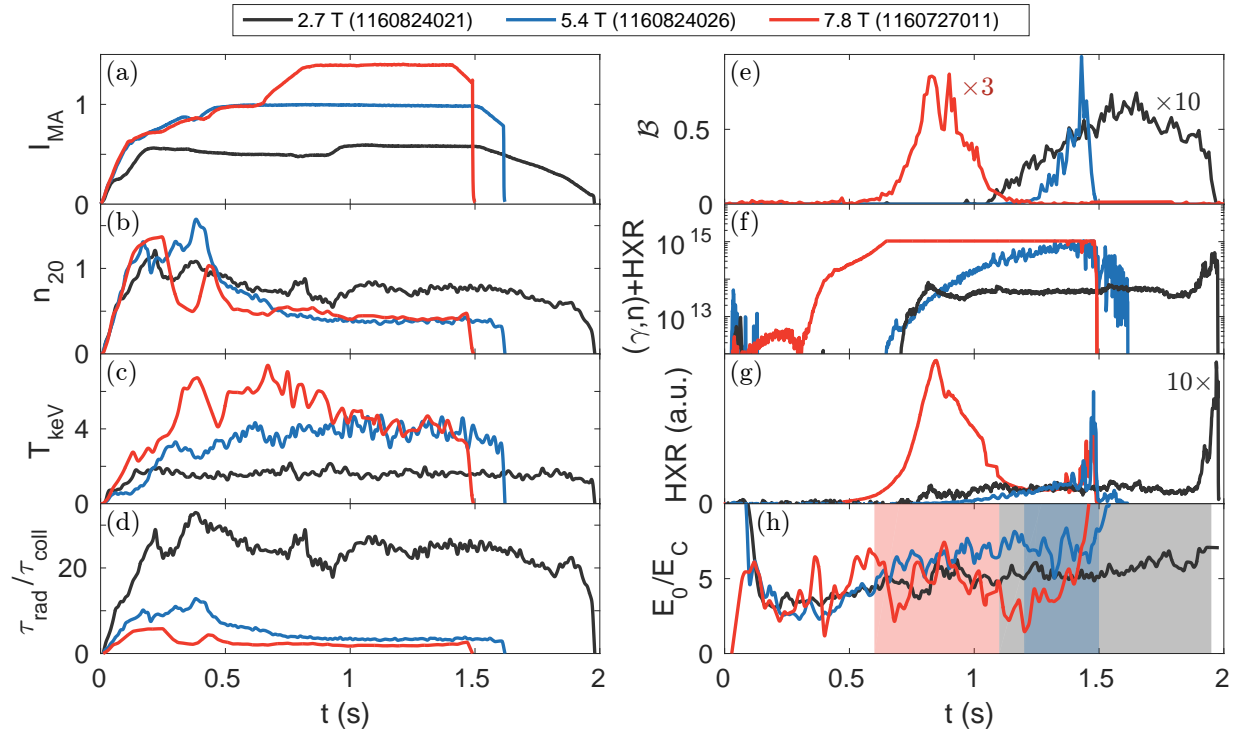 2.7 T (1160824021) 5.4 T (1160824026) 7.8 T (1160727011)
(a)
I_MA
1
0
(b)
n_20
1
0
(c)
T_keV
4
0
(d)
τ_rad/τ_coll
20
0
0 0.5 1 1.5 2
t (s)
(e)
×3
×10
ℬ
0.5
0
(f)
(γ,n)+HXR
10^15
10^13
(g)
10×
HXR (a.u.)
0
(h)
E_0/E_C
5
0
0 0.5 1 1.5 2
t (s)